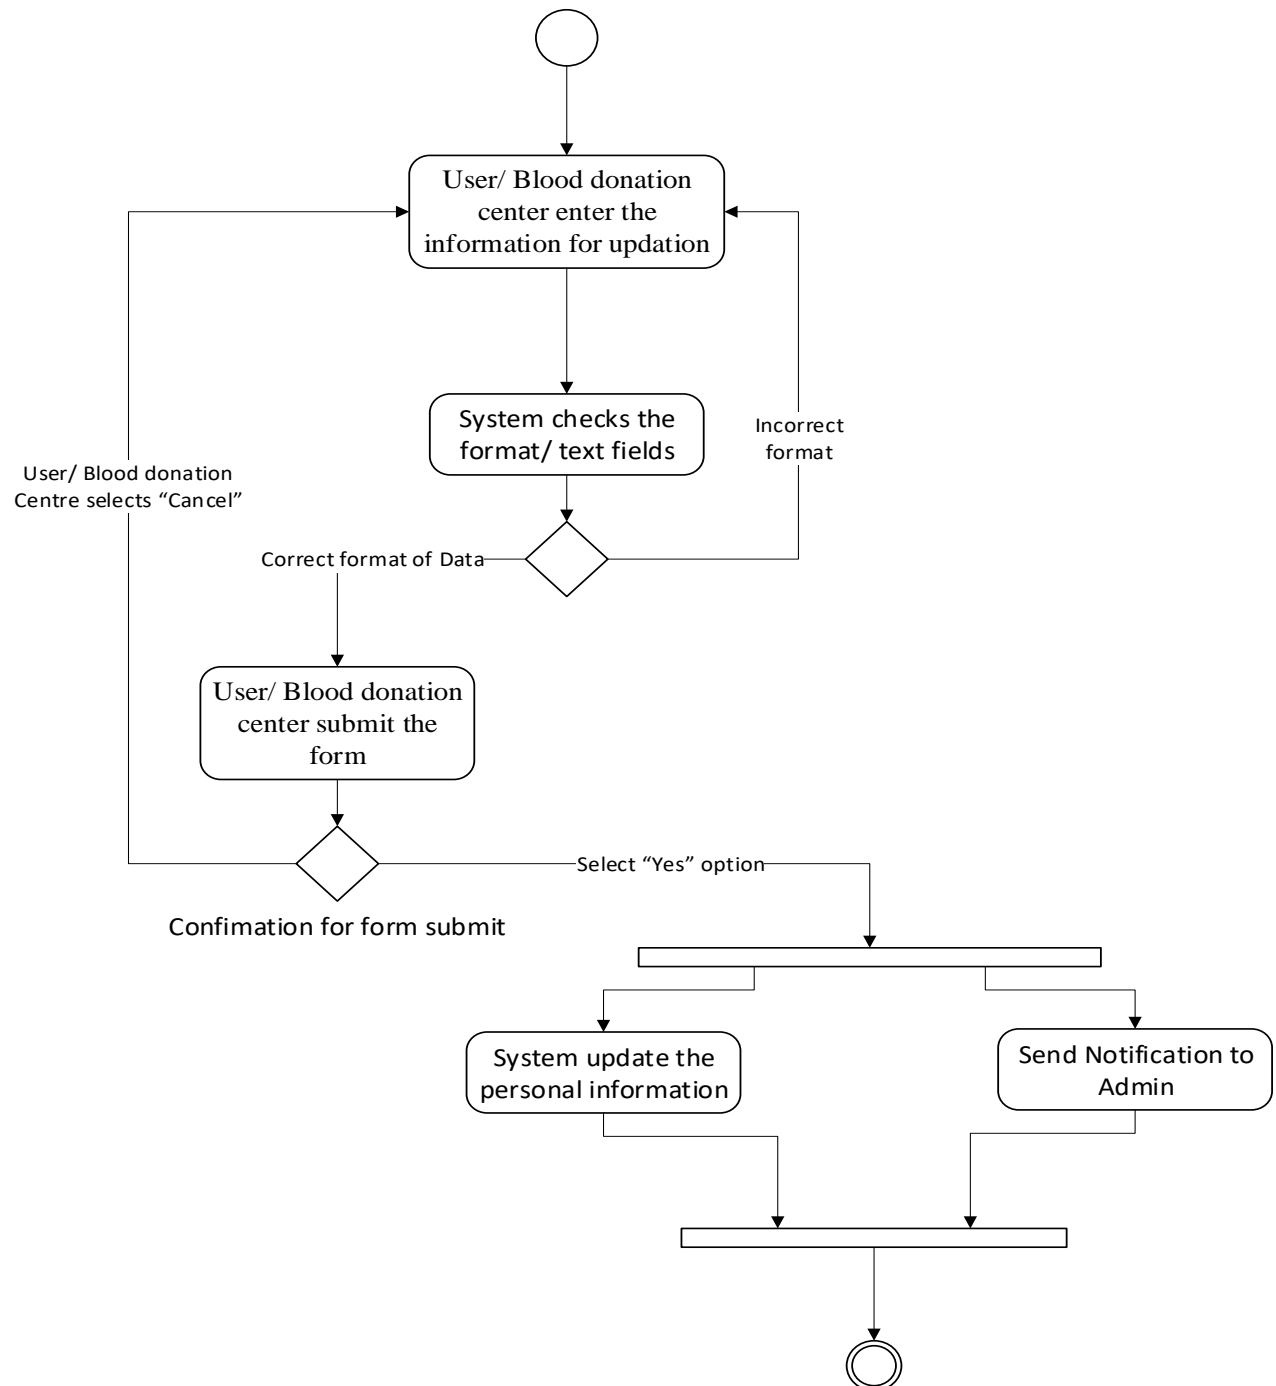 User/ Blood donation
center enter the
information for updation
System checks the
format/ text fields
Incorrect
format
User/ Blood donation
Centre selects “Cancel”
Correct format of Data
User/ Blood donation
center submit the
form
Select “Yes” option
Confimation for form submit
System update the
personal information
Send Notification to
Admin